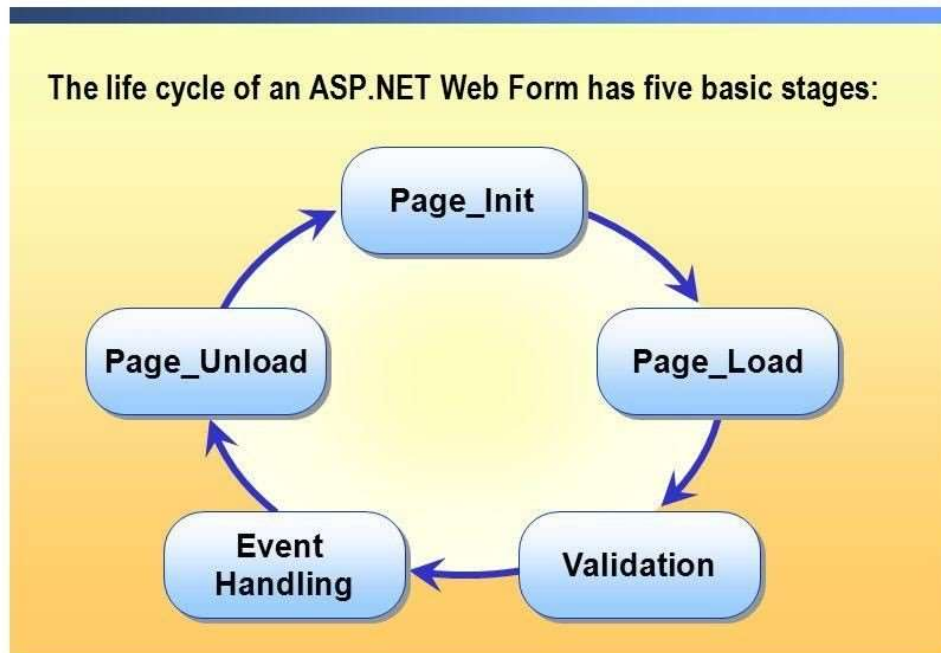 The life cycle of an ASP.NET Web Form has five basic stages:
Page_Init
Page_Load
Validation
Event
Handling
Page_Unload